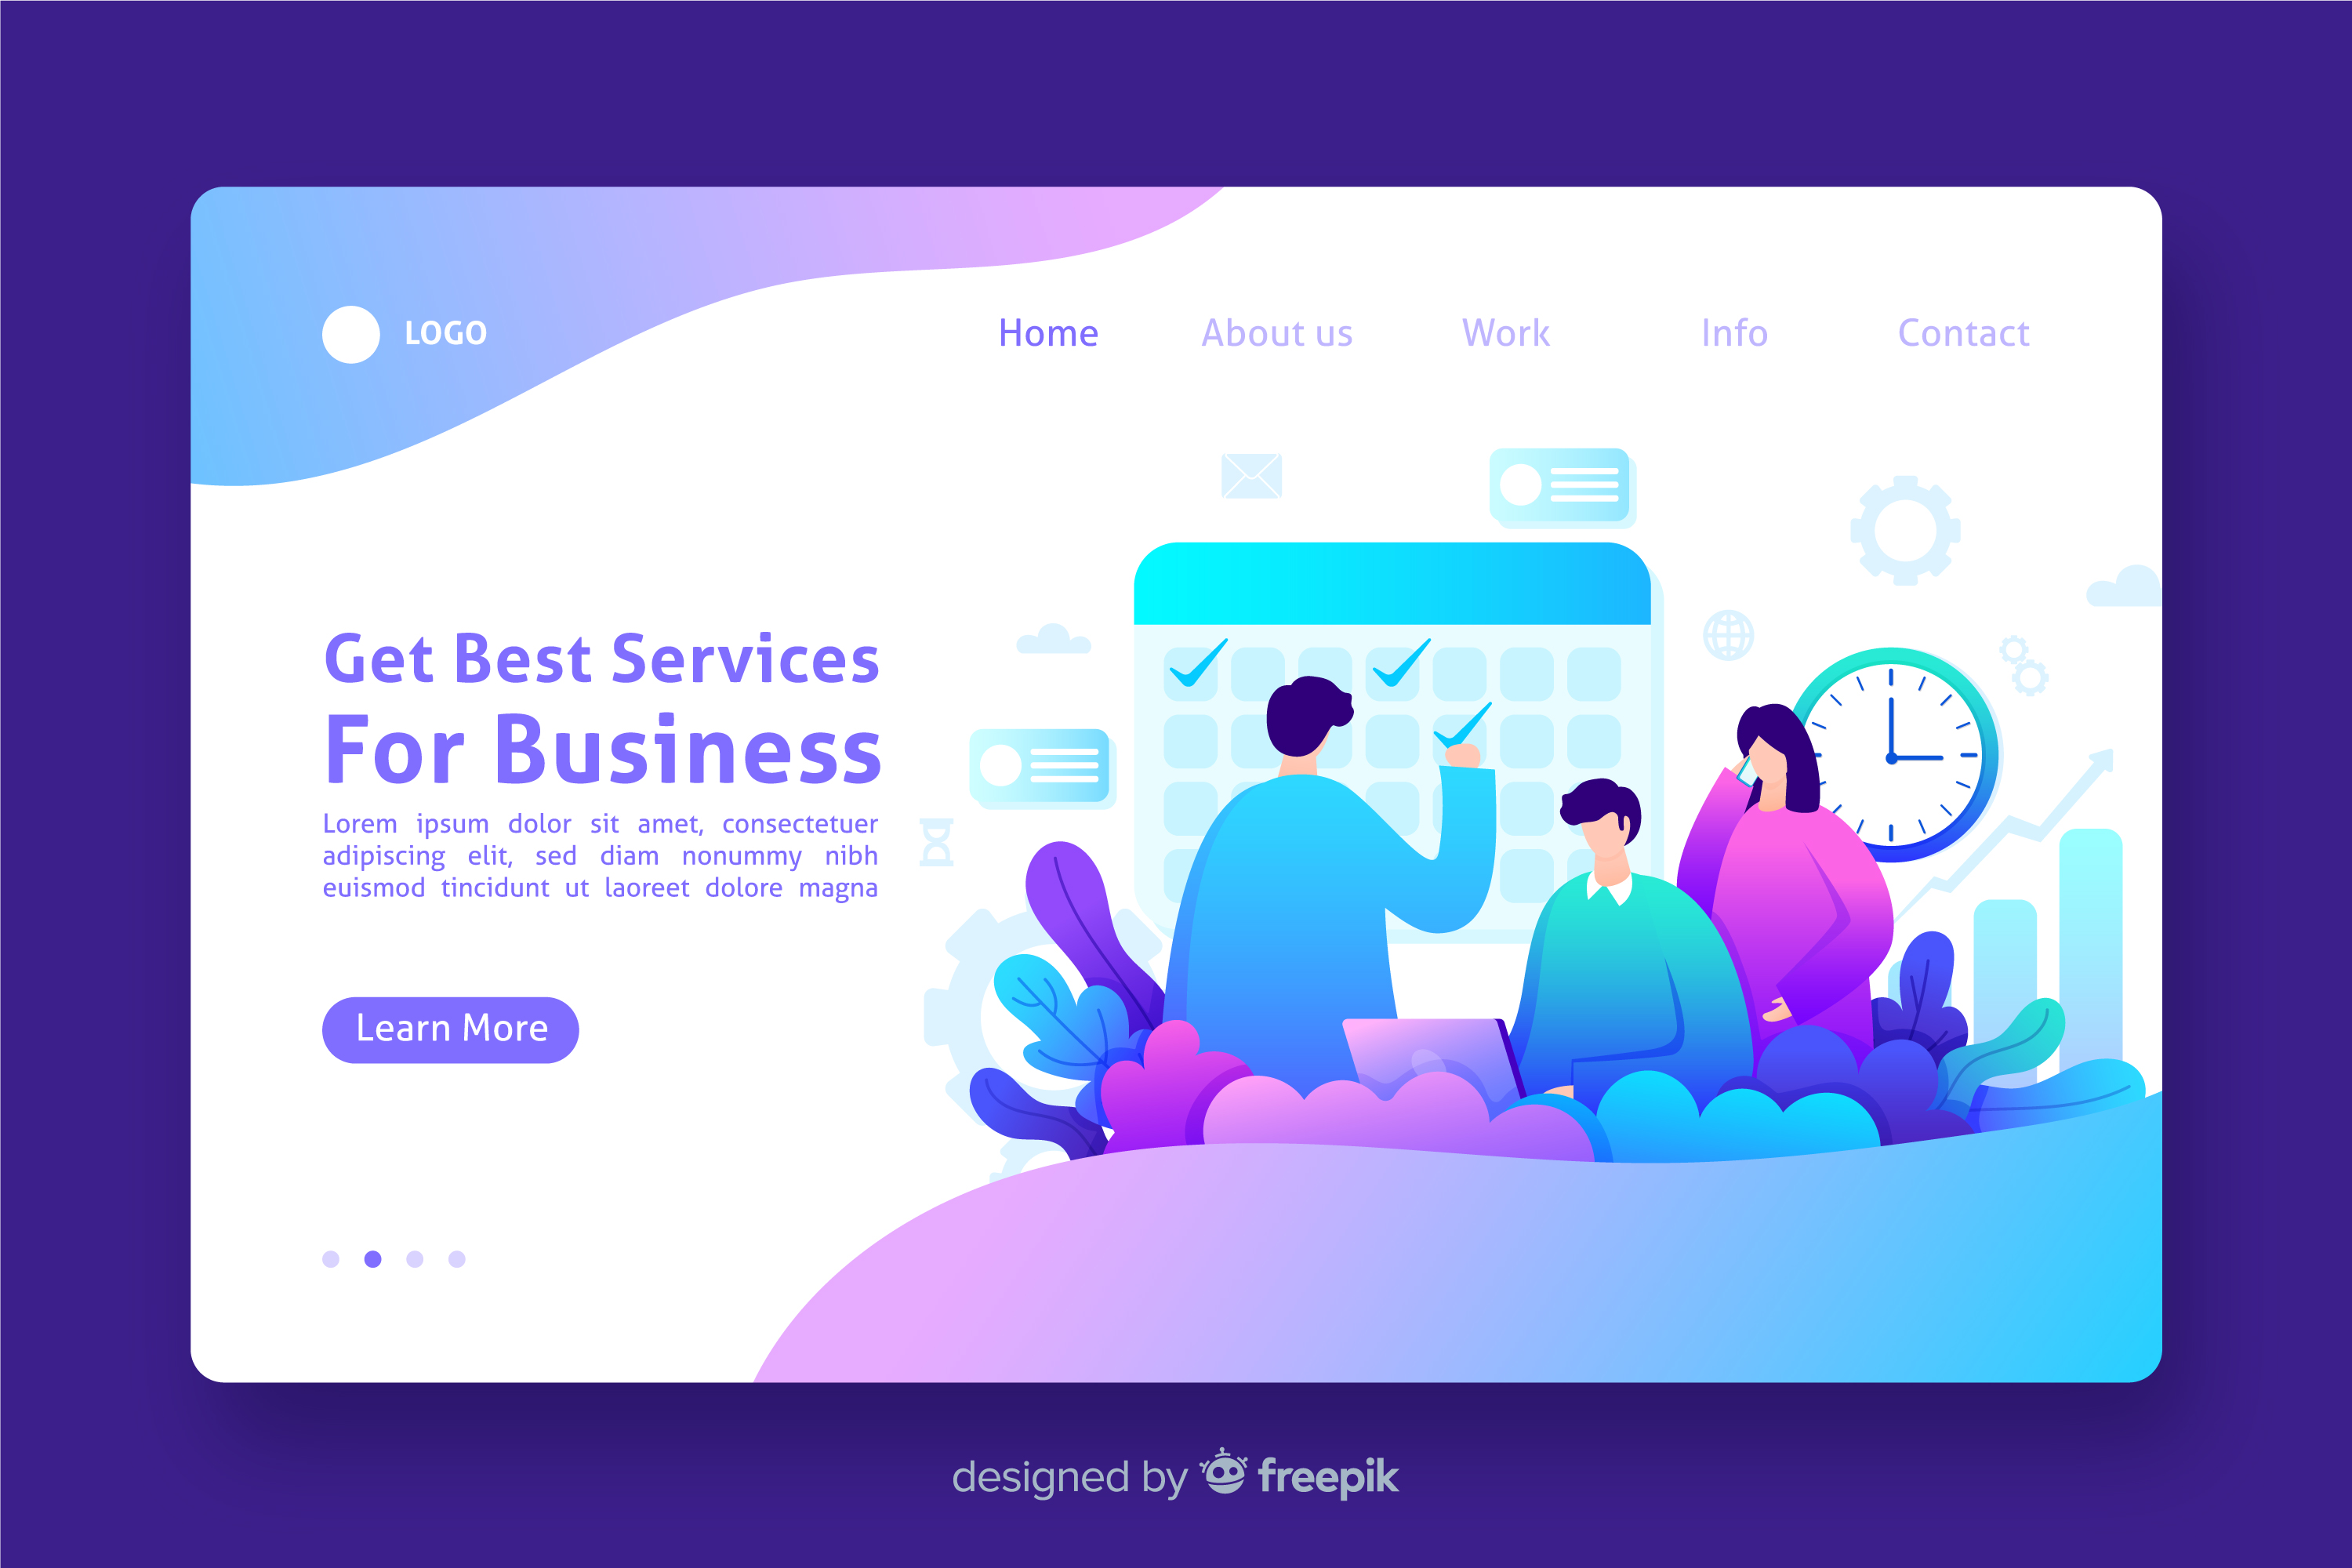 LOGO
Home About us Work Info Contact
Get Best Services
For Business
Lorem ipsum dolor sit amet, consectetuer
adipiscing elit, sed diam nonummy nibh
euismod tincidunt ut laoreet dolore magna
Learn More
designed by freepik